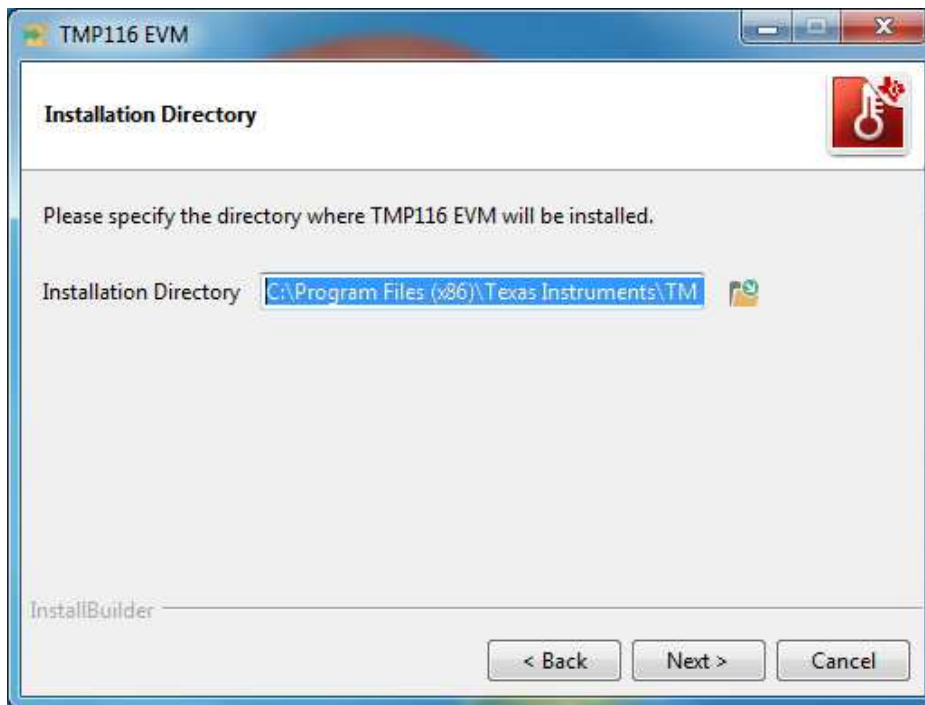 TMP116 EVM
Installation Directory
Please specify the directory where TMP116 EVM will be installed.
Installation Directory C:\Program Files (x86)\Texas Instruments\TM
InstallBuilder
< Back Next > Cancel